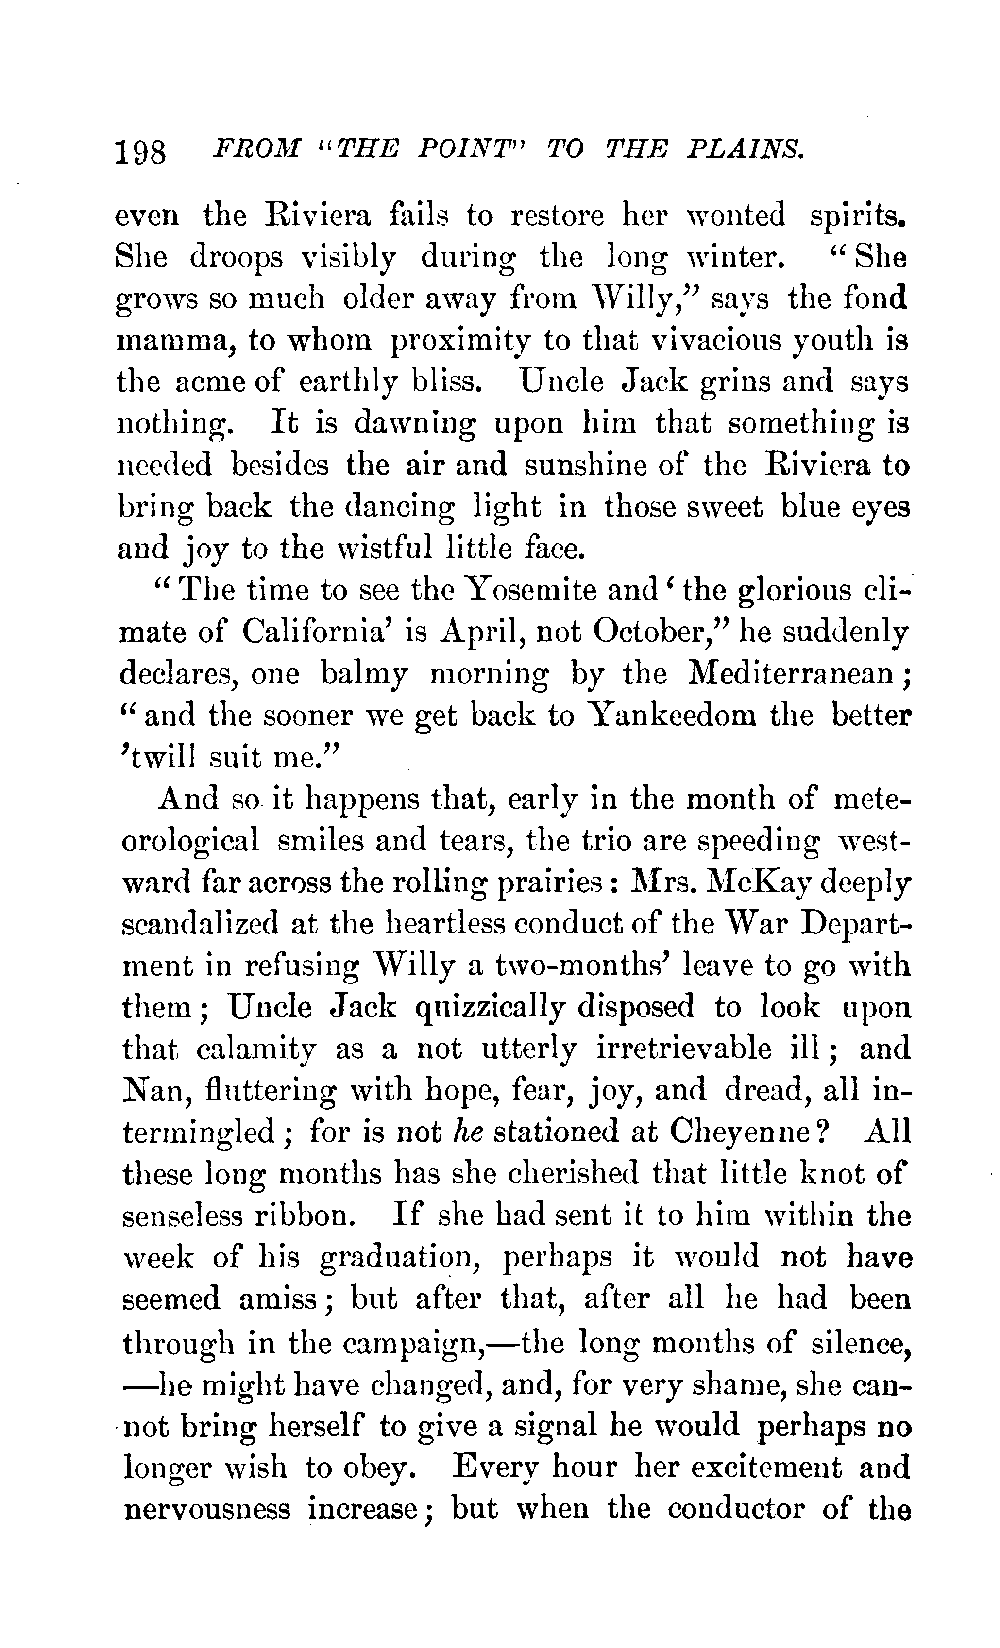 198 FROM "THE POINT" TO THE PLAINS.
even the Riviera fails to restore her wonted spirits.
She droops visibly during the long winter. "She
grows so much older away from Willy," says the fond
mamma, to whom proximity to that vivacious youth is
the acme of earthly bliss. Uncle Jack grins and says
nothing. It is dawning upon him that something is
needed besides the air and sunshine of the Riviera to
bring back the dancing light in those sweet blue eyes
and joy to the wistful little face.
"The time to see the Yosemite and 'the glorious cli-
mate of California' is April, not October," he suddenly
declares, one balmy morning by the Mediterranean;
"and the sooner we get back to Yankeedom the better
'twill suit me."
And so it happens that, early in the month of mete-
orological smiles and tears, the trio are speeding west-
ward far across the rolling prairies: Mrs. McKay deeply
scandalized at the heartless conduct of the War Depart-
ment in refusing Willy a two-months' leave to go with
them; Uncle Jack quizzically disposed to look upon
that calamity as a not utterly irretrievable ill; and
Nan, fluttering with hope, fear, joy, and dread, all in-
termingled; for is not he stationed at Cheyenne? All
these long months has she cherished that little knot of
senseless ribbon. If she had sent it to him within the
week of his graduation, perhaps it would not have
seemed amiss; but after that, after all he had been
through in the campaign,—the long months of silence,
—he might have changed, and, for very shame, she can-
not bring herself to give a signal he would perhaps no
longer wish to obey. Every hour her excitement and
nervousness increase; but when the conductor of the